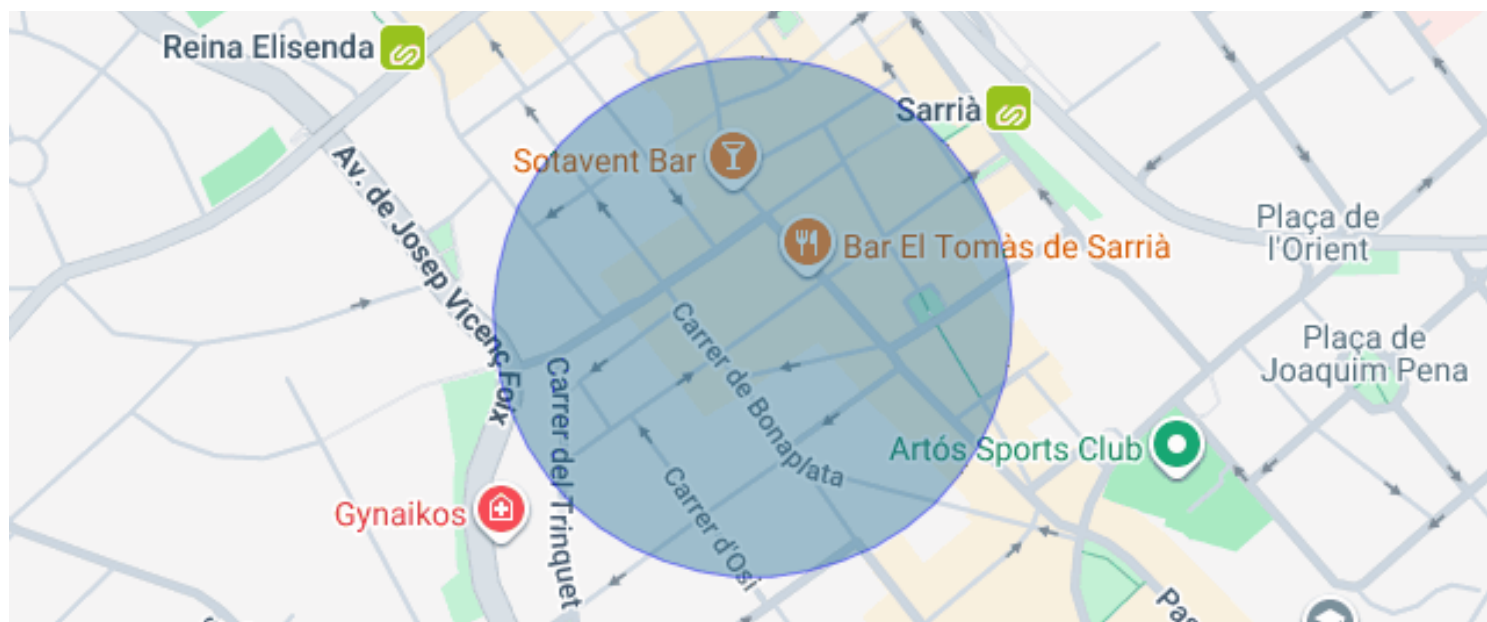 Reina Elisenda
Sarrià
Sotavent Bar
Av. de Josep Vicenç Foix
Plaça de
l'Orient
Bar El Tomàs de Sarrià
Carrer de Bonaplata
Plaça de
Joaquim Pena
Carrer del Trinquet
Artós Sports Club
Carrer d'Osi
Gynaikos
Pas